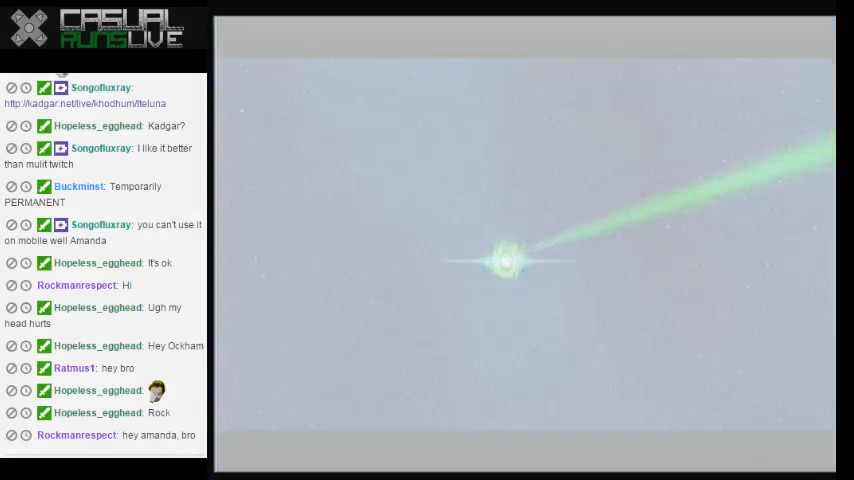 CASUAL
RUNSLIVE
Songofluxray:
http://kadgar.net/live/khodhum/lteluna
Hopeless_egghead: Kadgar?
Songofluxray: I like it better
than mulit twitch
Buckminst: Temporarily
PERMANENT
Songofluxray: you can't use it
on mobile well Amanda
Hopeless_egghead: It's ok
Rockmanrespect: Hi
Hopeless_egghead: Ugh my
head hurts
Hopeless_egghead: Hey Ockham
Ratmus1: hey bro
Hopeless_egghead:
Hopeless_egghead: Rock
Rockmanrespect: hey amanda, bro